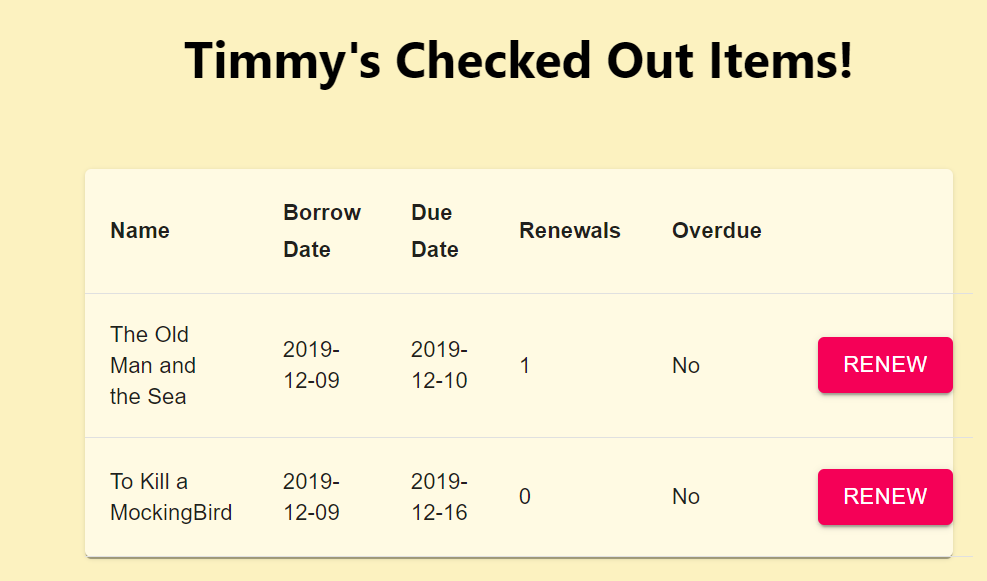 Timmy's Checked Out Items!
Name
Borrow
Date
Due
Date
Renewals
Overdue
The Old
Man and
the Sea
2019-
12-09
2019-
12-10
1
No
RENEW
To Kill a
MockingBird
2019-
12-09
2019-
12-16
0
No
RENEW